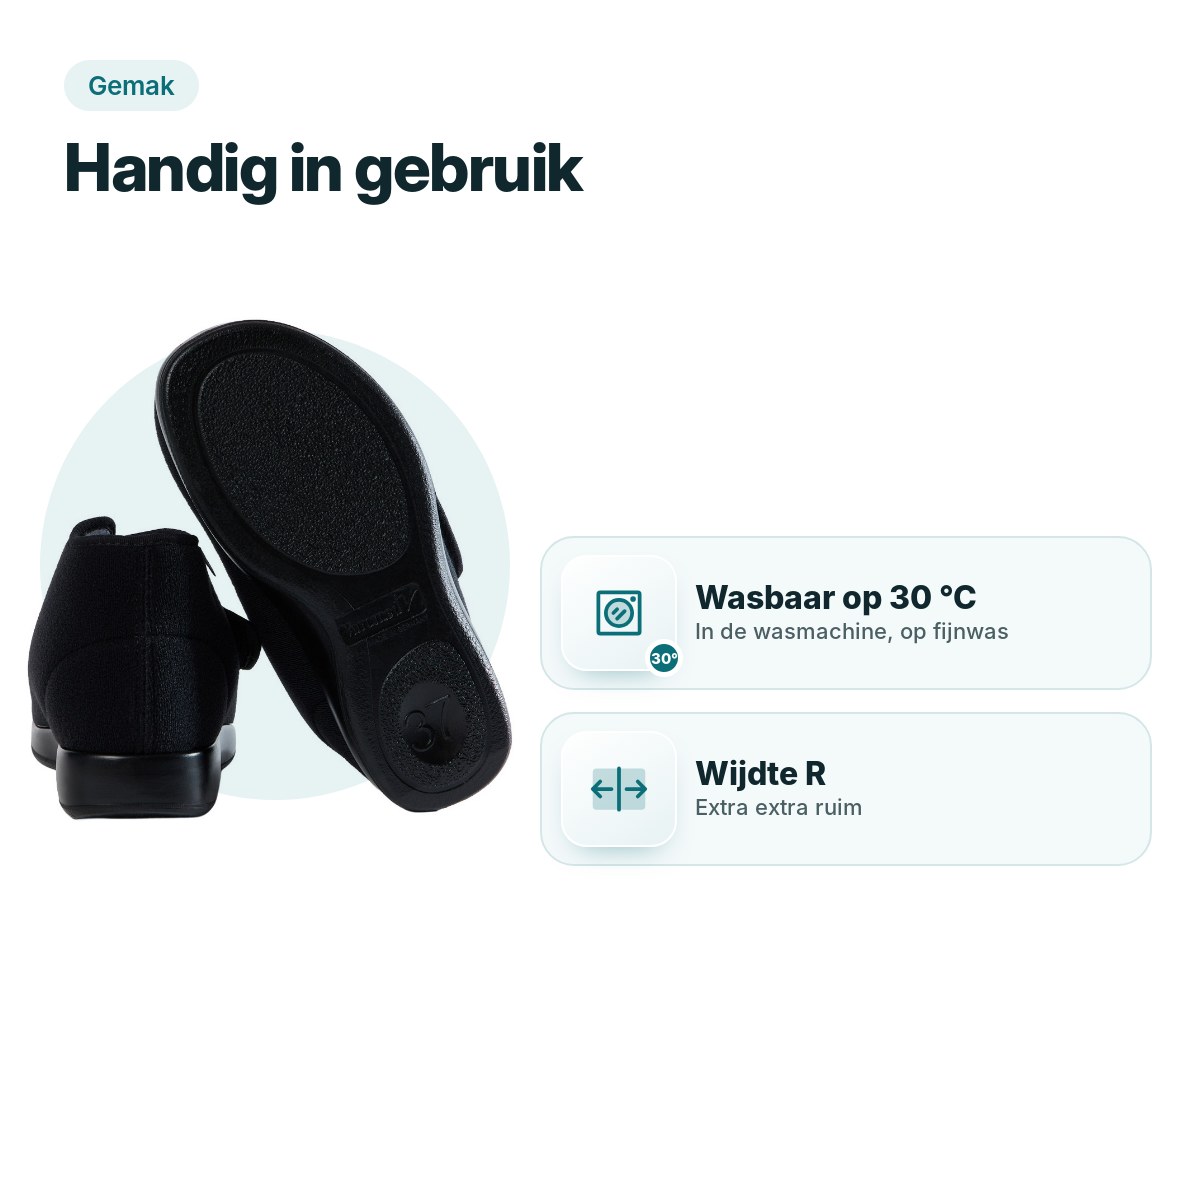 Gemak
Handig in gebruik
Wasbaar op 30 °C
In de wasmachine, op fijnwas
30°
Wijdte R
Extra extra ruim
37